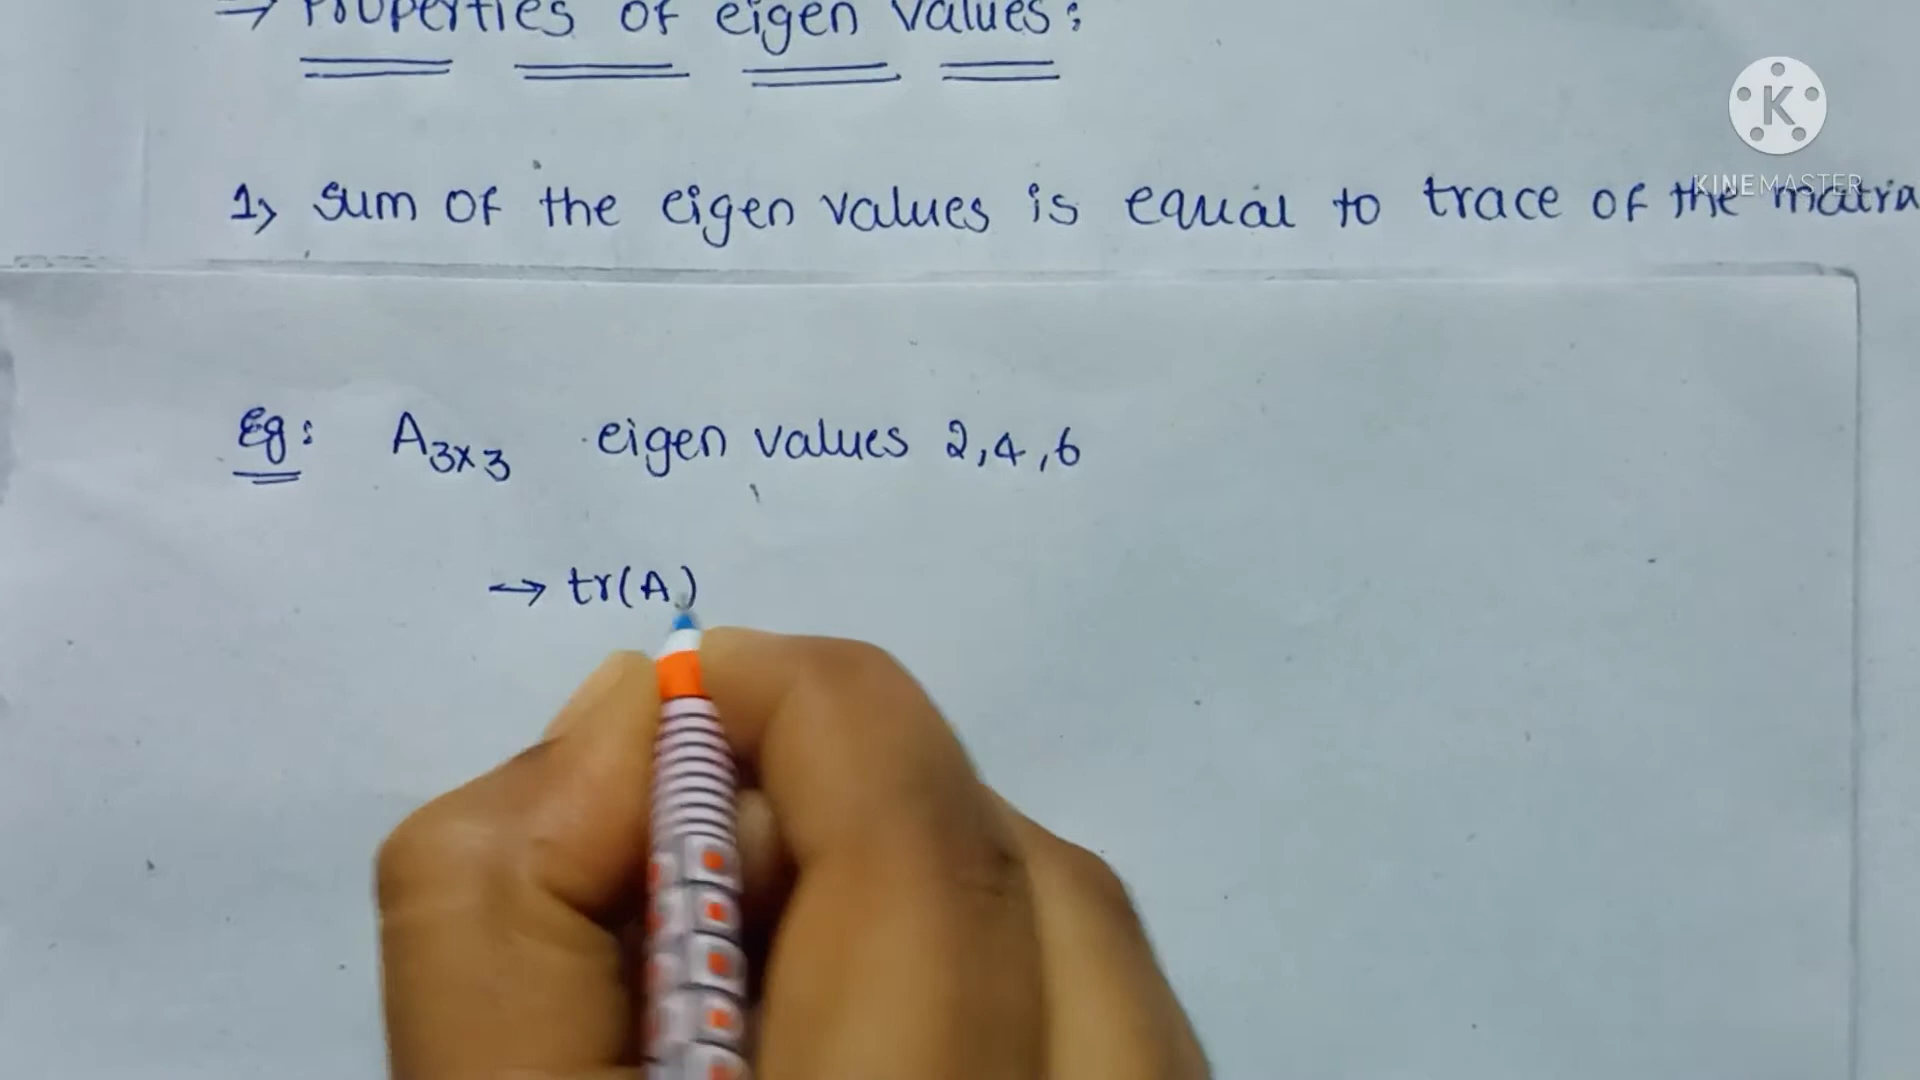 → Properties of eigen values:
K
KINEMASTER
1) sum of the eigen values is equal to trace of the matrix
Eg: A3x3 eigen values 2,4,6
→ tr(A)